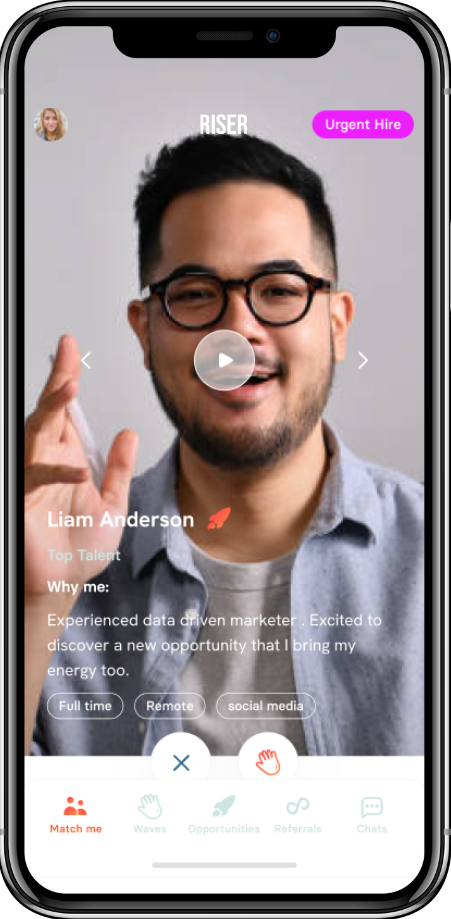 RISER
Urgent Hire
Liam Anderson
Top Talent
Why me:
Experienced data driven marketer . Excited to
discover a new opportunity that I bring my
energy too.
Full time Remote social media
Match me Waves Opportunities Referrals Chats